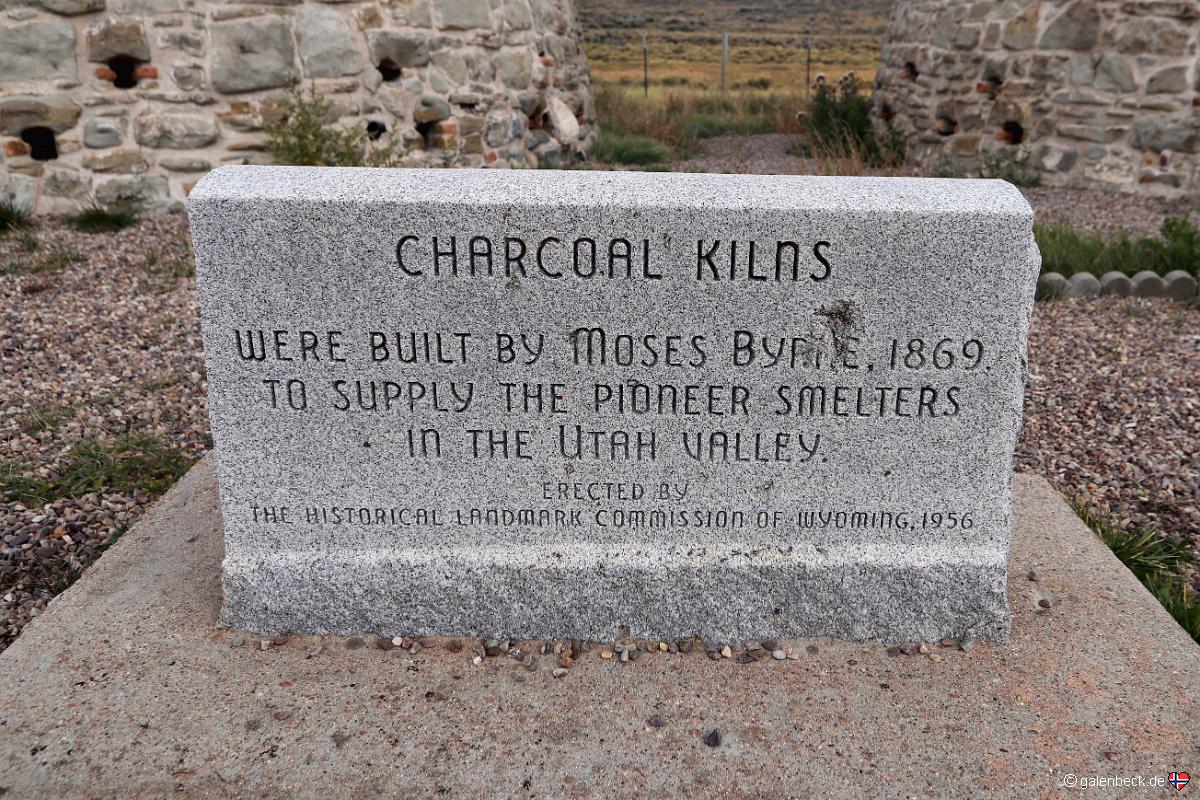 CHARCOAL KILNS
WERE BUILT BY MOSES BYRNE, 1869.
TO SUPPLY THE PIONEER SMELTERS
IN THE UTAH VALLEY.
ERECTED BY
THE HISTORICAL LANDMARK COMMISSION OF WYOMING, 1956
© galenbeck.de